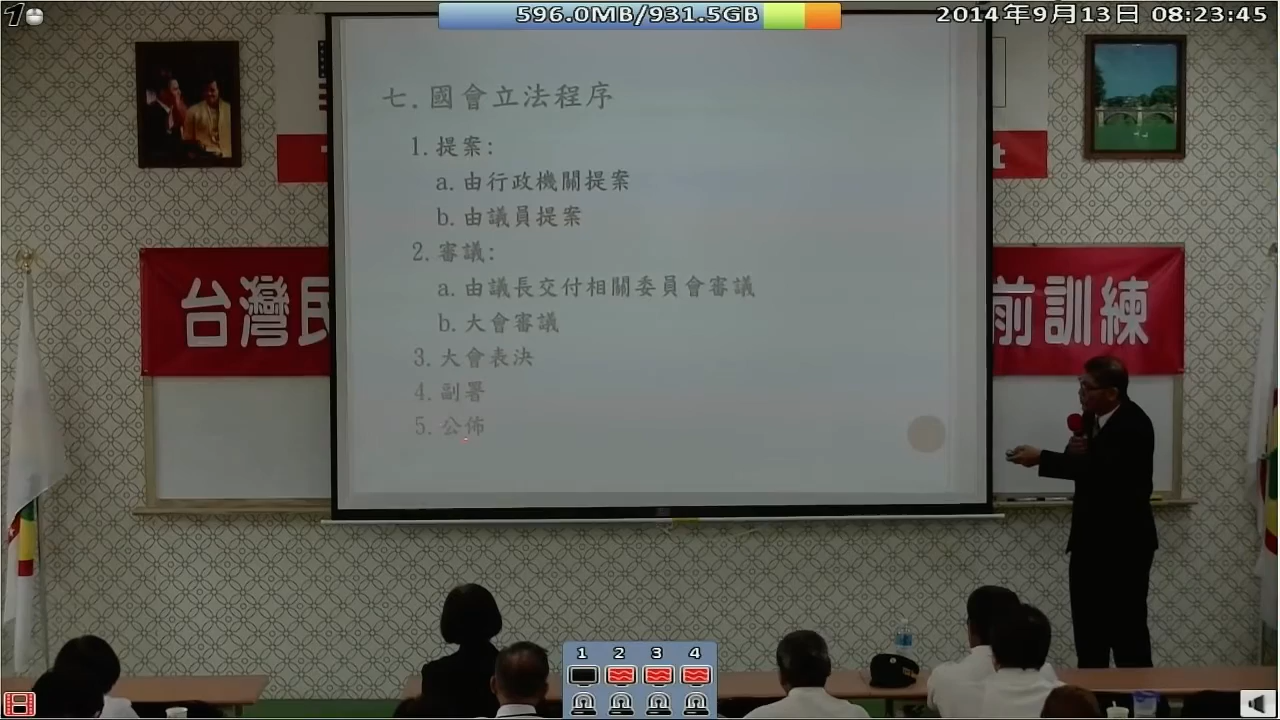 1
596.0MB/931.5GB
2014年9月13日 08:23:45
七.國會立法程序
1.提案:
a.由行政機關提案
b.由議員提案
2.審議:
a.由議長交付相關委員會審議
b.大會審議
3.大會表決
4.副署
5.公佈
t
台灣民
前訓練
1 2 3 4